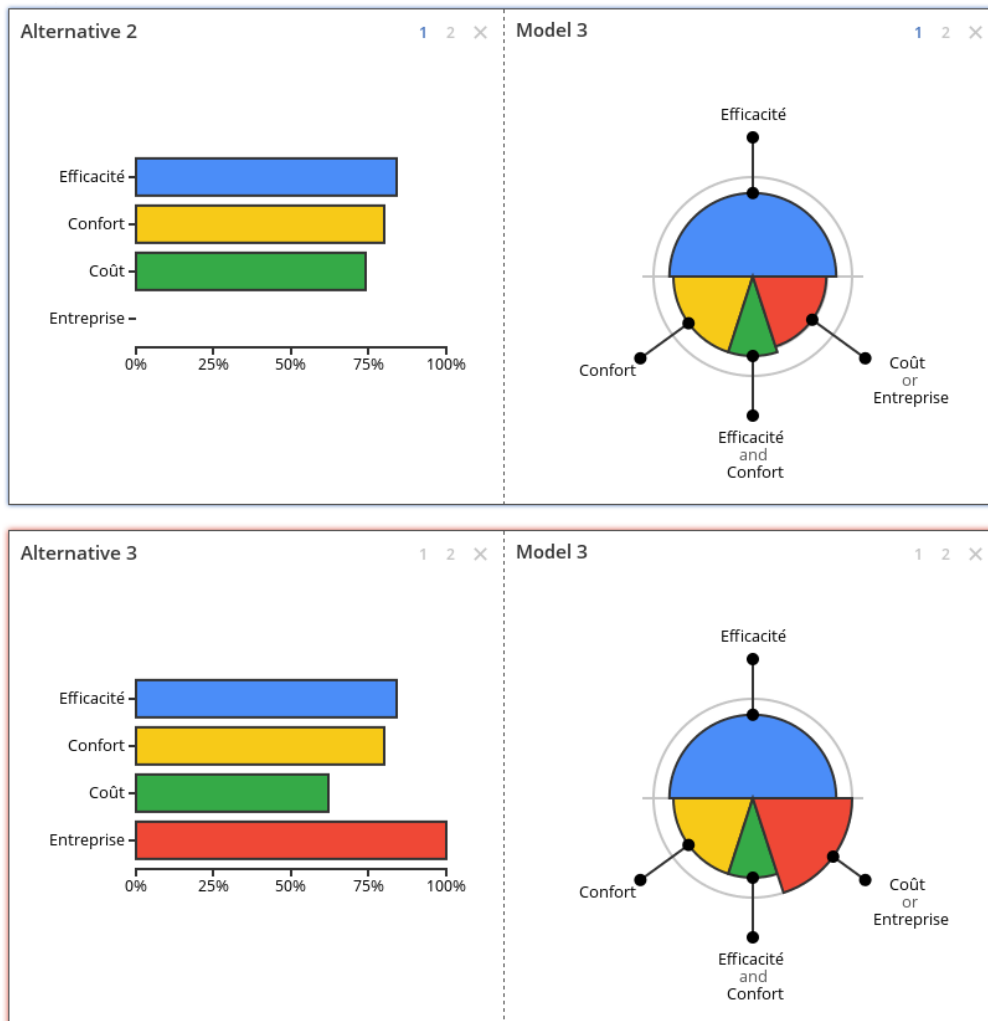 Alternative 2
1 2 ×
Efficacité
Confort
Coût
Entreprise
0% 25% 50% 75% 100%
Model 3
1 2 ×
Efficacité
Confort
Coût
or
Entreprise
Efficacité
and
Confort
Alternative 3
1 2 ×
Efficacité
Confort
Coût
Entreprise
0% 25% 50% 75% 100%
Model 3
1 2 ×
Efficacité
Confort
Coût
or
Entreprise
Efficacité
and
Confort